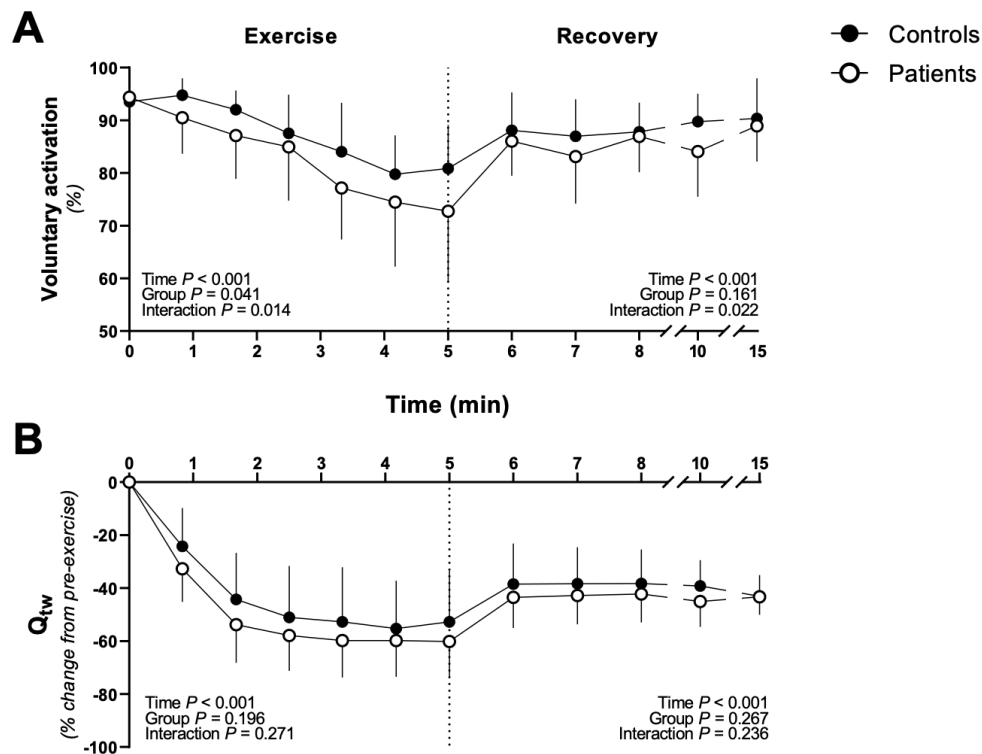 A
Exercise
Recovery
Controls
Patients
Voluntary activation
(%)
100
90
80
70
60
50
Time P < 0.001
Group P = 0.041
Interaction P = 0.014
Time P < 0.001
Group P = 0.161
Interaction P = 0.022
0 1 2 3 4 5 6 7 8 10 15
Time (min)
B
0 1 2 3 4 5 6 7 8 10 15
Qtw
(% change from pre-exercise)
0
-20
-40
-60
-80
-100
Time P < 0.001
Group P = 0.196
Interaction P = 0.271
Time P < 0.001
Group P = 0.267
Interaction P = 0.236